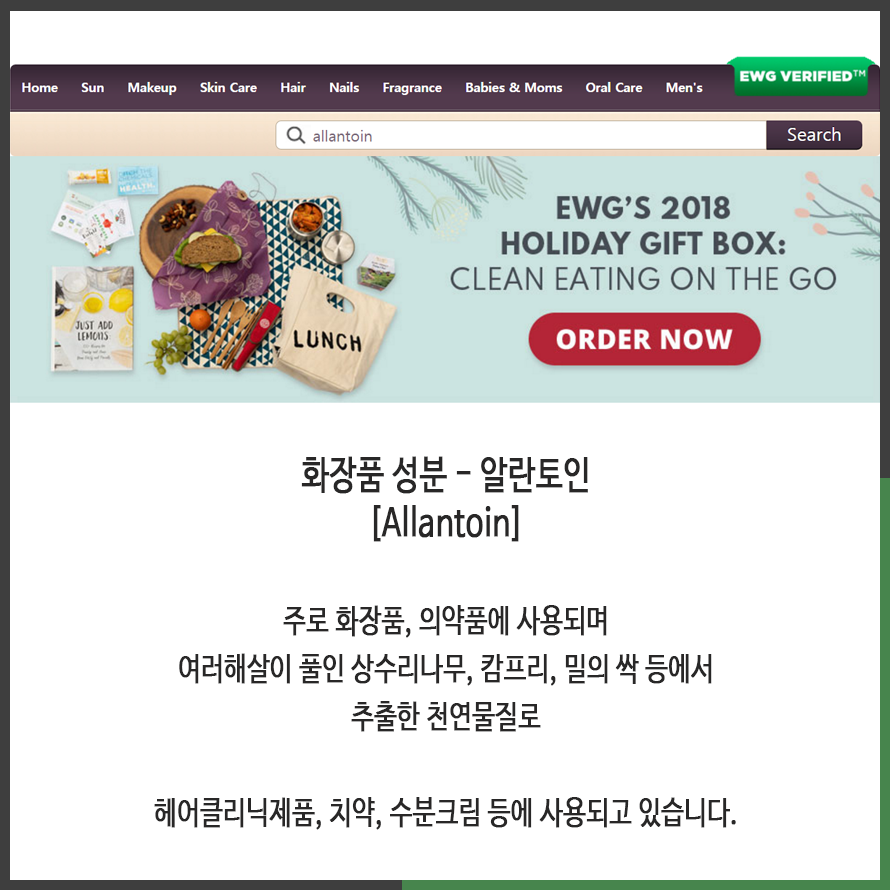 EWG VERIFIED™
Home Sun Makeup Skin Care Hair Nails Fragrance Babies & Moms Oral Care Men's
allantoin Search
EWG'S 2018
HOLIDAY GIFT BOX:
CLEAN EATING ON THE GO
ORDER NOW
JUST ADD
LEMONS
LUNCH
화장품 성분 - 알란토인
[Allantoin]
주로 화장품, 의약품에 사용되며
여러해살이 풀인 상수리나무, 캄프리, 밀의 싹 등에서
추출한 천연물질로
헤어클리닉제품, 치약, 수분크림 등에 사용되고 있습니다.